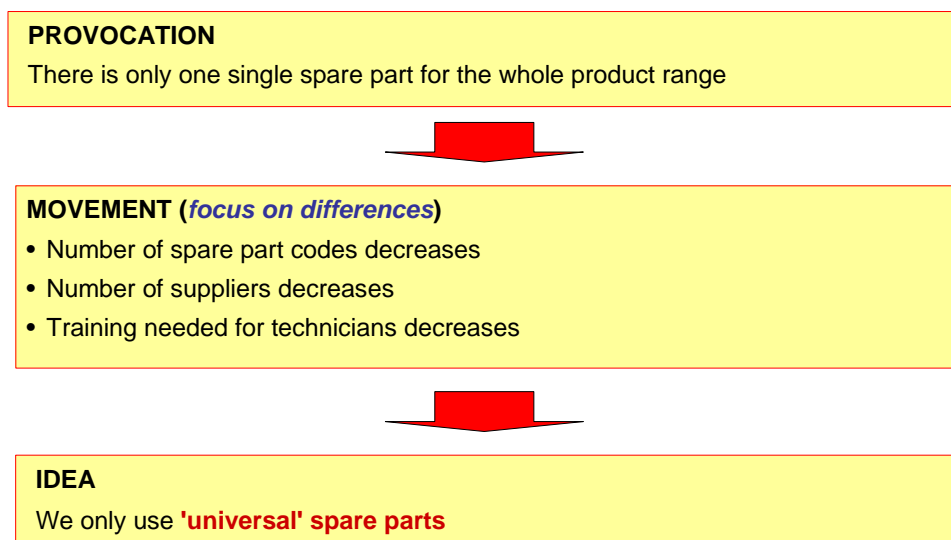 PROVOCATION
There is only one single spare part for the whole product range
MOVEMENT (focus on differences)
• Number of spare part codes decreases
• Number of suppliers decreases
• Training needed for technicians decreases
IDEA
We only use 'universal' spare parts